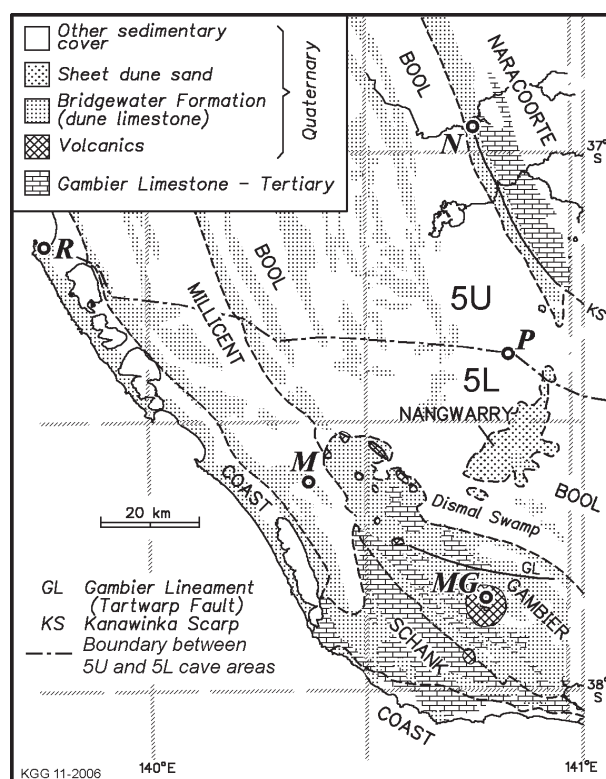 Other sedimentary
cover
Sheet dune sand
Bridgewater Formation
(dune limestone)
Volcanics
Gambier Limestone - Tertiary
Quaternary
BOOL
NARACOORTE
N
37°
S
R
BOOL
MILLICENT
5U
KS
P
5L
NANGWARRY
M
COAST
20 km
Dismal Swamp
BOOL
GL
GL Gambier Lineament
(Tartwarp Fault)
KS Kanawinka Scarp
Boundary between
5U and 5L cave areas
MG
GAMBIER
SCHANK
COAST
38°
S
KGG 11-2006
140°E
141°E